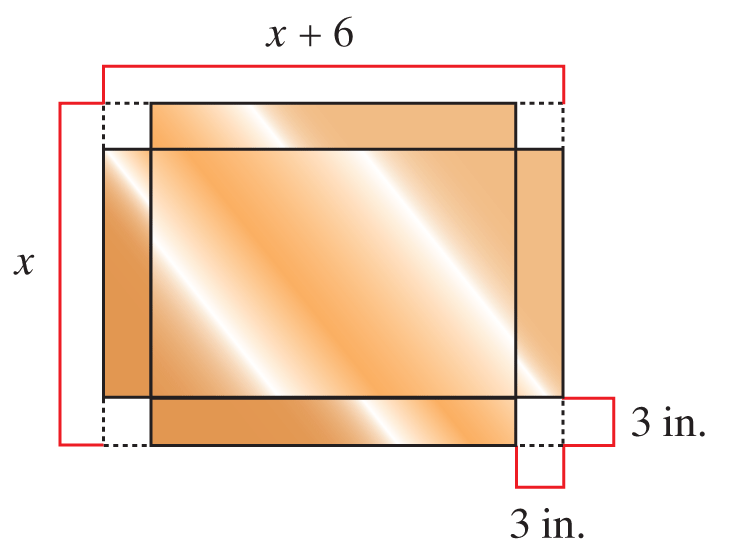 x + 6
x
3 in.
3 in.